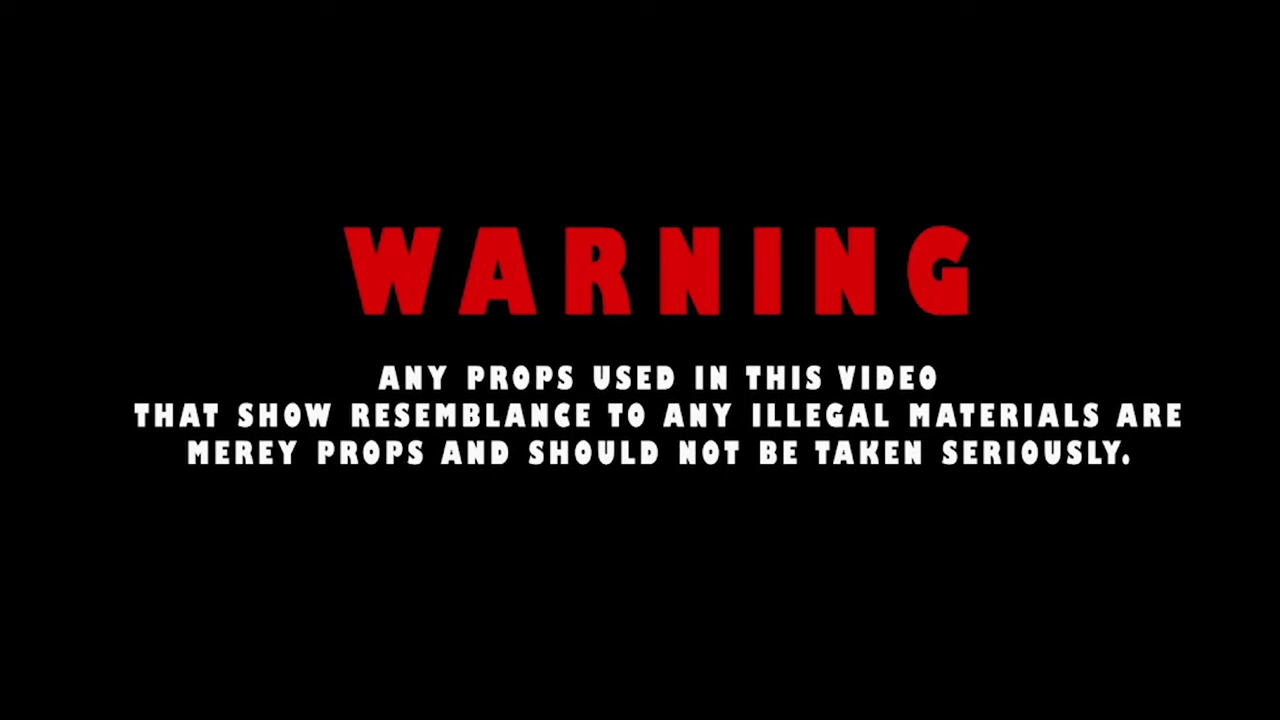 WARNING
ANY PROPS USED IN THIS VIDEO
THAT SHOW RESEMBLANCE TO ANY ILLEGAL MATERIALS ARE
MEREY PROPS AND SHOULD NOT BE TAKEN SERIOUSLY.